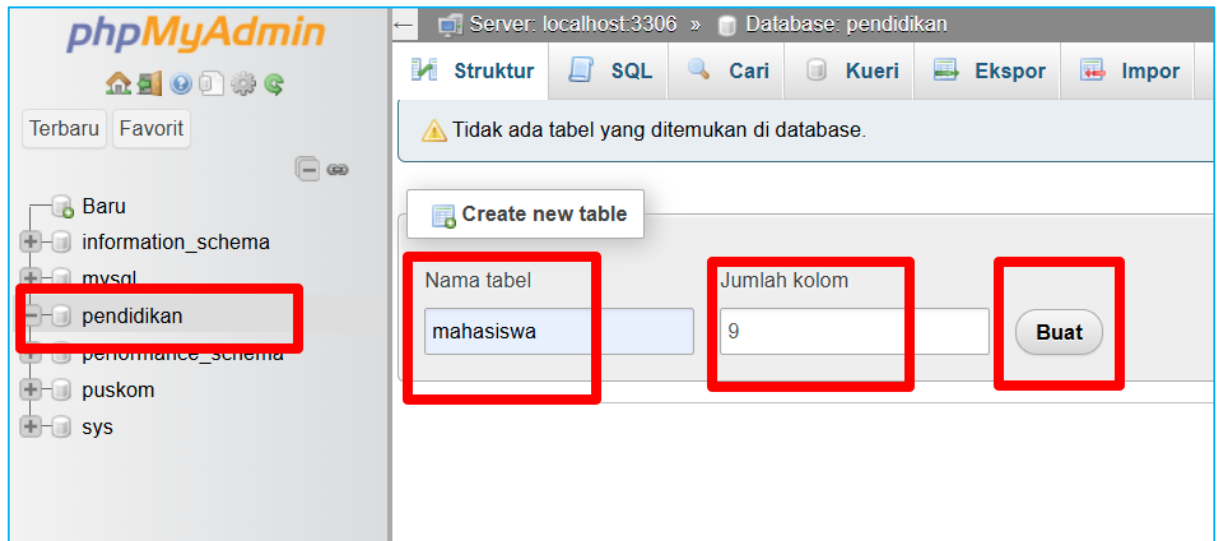 phpMyAdmin
Terbaru Favorit
Baru
information_schema
mysql
pendidikan
performance_schema
puskom
sys
Server: localhost:3306 » Database: pendidikan
Struktur SQL Cari Kueri Ekspor Impor
Tidak ada tabel yang ditemukan di database.
Create new table
Nama tabel Jumlah kolom
mahasiswa 9 Buat